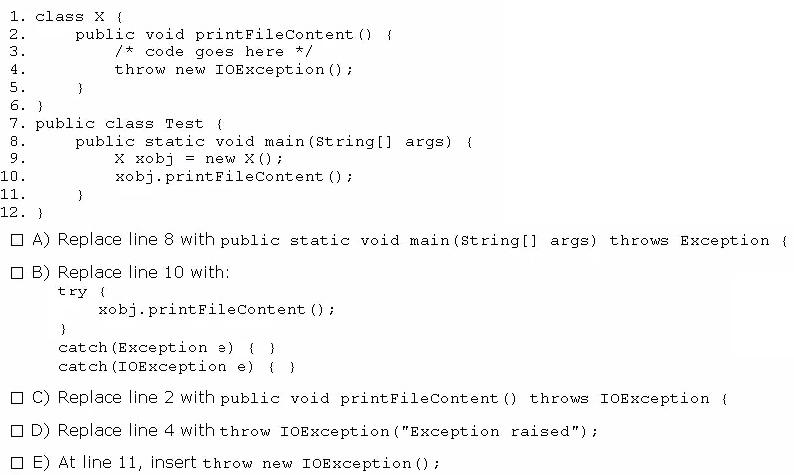 1. class X {
2. public void printFileContent() {
3. /* code goes here */
4. throw new IOException();
5. }
6. }
7. public class Test {
8. public static void main(String[] args) {
9. X xobj = new X();
10. xobj.printFileContent();
11. }
12. }
A) Replace line 8 with public static void main(String[] args) throws Exception {
B) Replace line 10 with:
try {
xobj.printFileContent();
}
catch(Exception e) { }
catch(IOException e) { }
C) Replace line 2 with public void printFileContent() throws IOException {
D) Replace line 4 with throw IOException("Exception raised");
E) At line 11, insert throw new IOException();